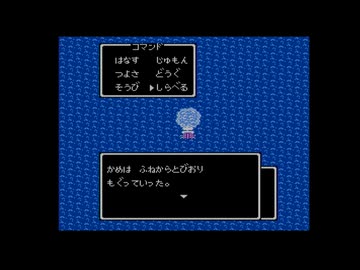 コマンド
はなす じゅもん
つよさ どうぐ
そうび ▶しらべる
かめは ふねからとびおり
もぐっていった。